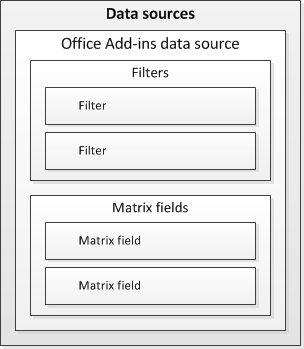 Data sources
Office Add-ins data source
Filters
Filter
Filter
Matrix fields
Matrix field
Matrix field